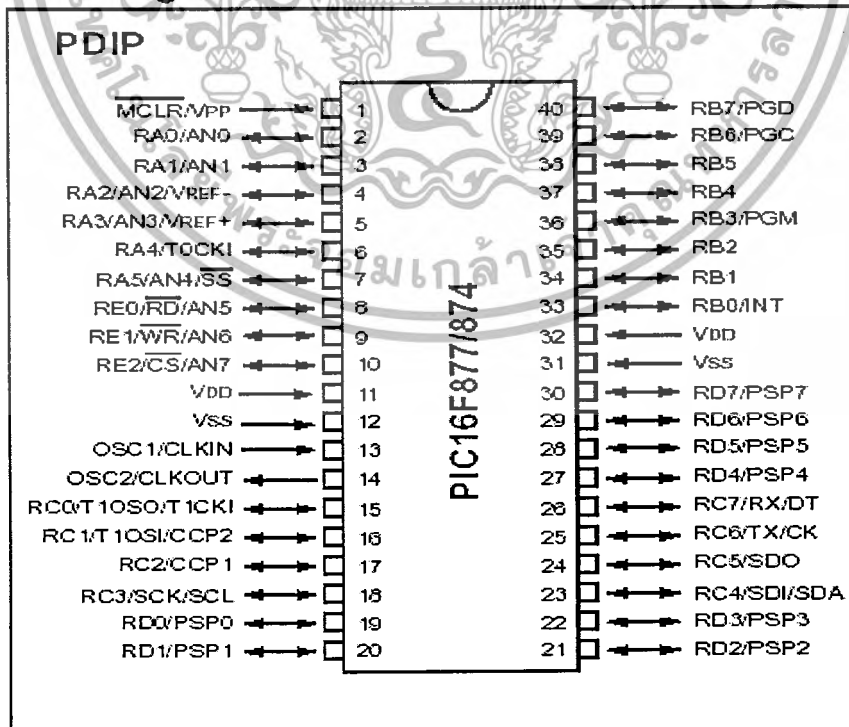 PDIP
MCLR/VPP 1 40 RB7/PGD
RA0/AN0 2 39 RB6/PGC
RA1/AN1 3 38 RB5
RA2/AN2/VREF- 4 37 RB4
RA3/AN3/VREF+ 5 36 RB3/PGM
RA4/T0CKI 6 35 RB2
RA5/AN4/SS 7 34 RB1
RE0/RD/AN5 8 33 RB0/INT
RE1/WR/AN6 9 32 VDD
RE2/CS/AN7 10 31 VSS
VDD 11 30 RD7/PSP7
VSS 12 29 RD6/PSP6
OSC1/CLKIN 13 28 RD5/PSP5
OSC2/CLKOUT 14 27 RD4/PSP4
RC0/T1OSO/T1CKI 15 26 RC7/RX/DT
RC1/T1OSI/CCP2 16 25 RC6/TX/CK
RC2/CCP1 17 24 RC5/SDO
RC3/SCK/SCL 18 23 RC4/SDI/SDA
RD0/PSP0 19 22 RD3/PSP3
RD1/PSP1 20 21 RD2/PSP2
PIC16F877/874